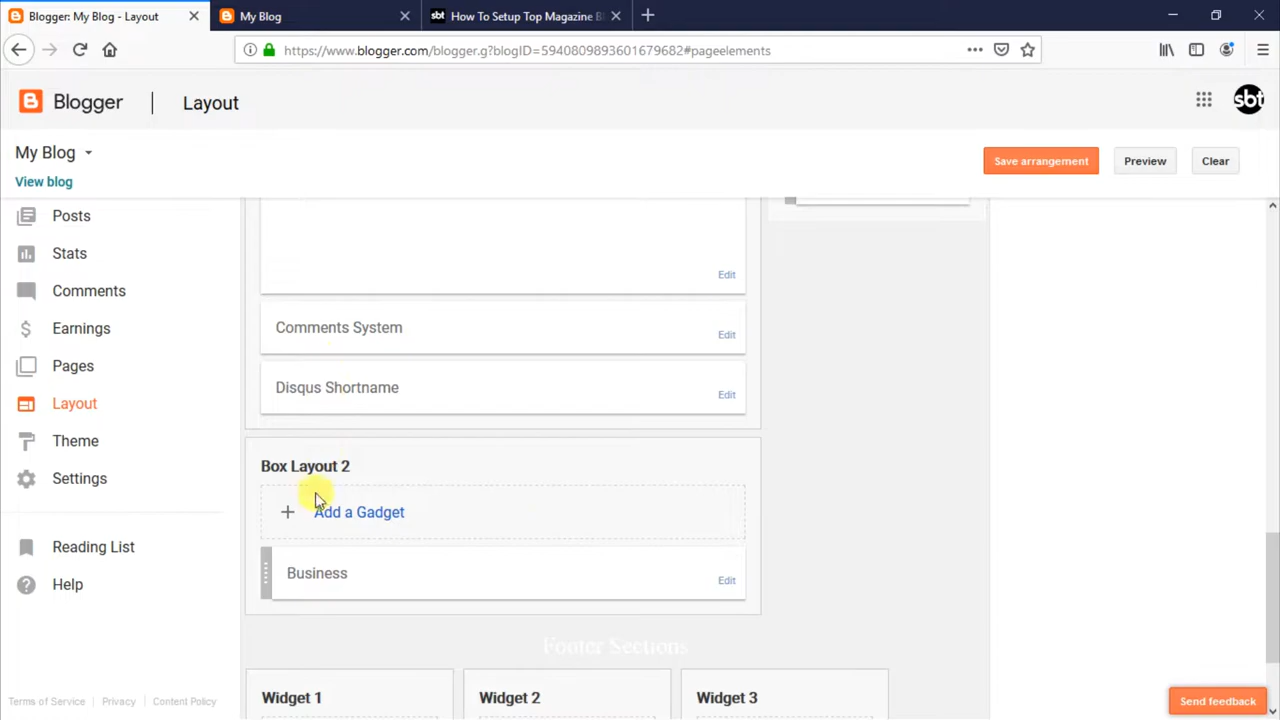 Blogger: My Blog - Layout
My Blog
sbt How To Setup Top Magazine Bl
https://www.blogger.com/blogger.g?blogID=5940809893601679682#pageelements
Blogger
Layout
sbt
My Blog
Save arrangement
Preview
Clear
View blog
Posts
Stats
Comments
Earnings
Pages
Layout
Theme
Settings
Reading List
Help
Edit
Comments System
Edit
Disqus Shortname
Edit
Box Layout 2
Add a Gadget
Business
Edit
Footer Sections
Widget 1
Widget 2
Widget 3
Terms of Service
Privacy
Content Policy
Send feedback